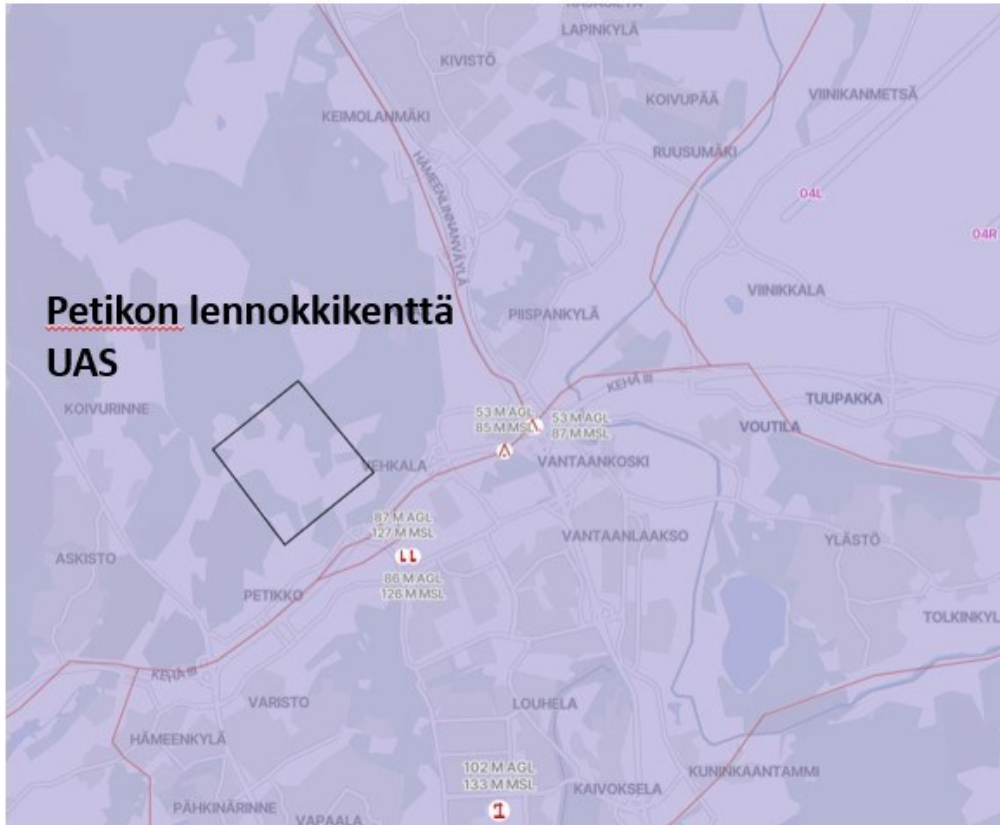 LAPINKYLÄ
KIVISTÖ
KOIVUPÄÄ
VIINIKANMETSÄ
KEIMOLANMÄKI
RUUSUMÄKI
HÄMEENLINNANVÄYLÄ
04L
04R
VIINIKKALA
Petikon lennokkikenttä
UAS
PIISPANKYLÄ
KEHÄ III
KOIVURINNE
TUUPAKKA
53 M AGL
85 M MSL
53 M AGL
87 M MSL
VOUTILA
VEHKALA
VANTAANKOSKI
87 M AGL
127 M MSL
VANTAANLAAKSO
YLÄSTÖ
ASKISTO
86 M AGL
126 M MSL
PETIKKO
TOLKINKYL
KEHÄ III
VARISTO
LOUHELA
HÄMEENKYLÄ
102 M AGL
133 M MSL
KUNINKAANTAMMI
KAIVOKSELA
PÄHKINÄRINNE
VAPAALA